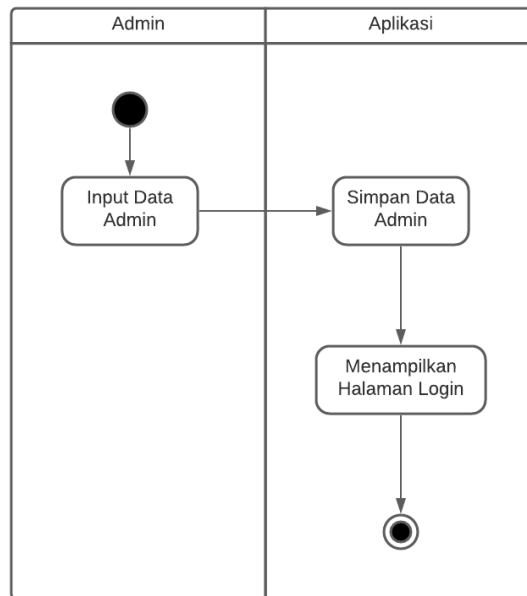 Admin
Aplikasi
Input Data
Admin
Simpan Data
Admin
Menampilkan
Halaman Login